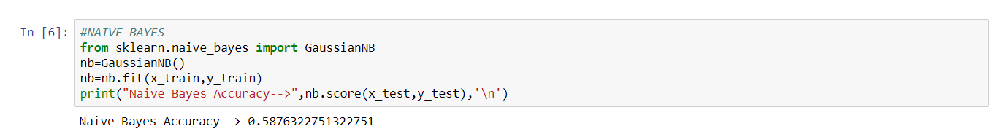 In [6]: #NAIVE BAYES
from sklearn.naive_bayes import GaussianNB
nb=GaussianNB()
nb=nb.fit(x_train,y_train)
print("Naive Bayes Accuracy-->",nb.score(x_test,y_test),'\n')
Naive Bayes Accuracy--> 0.5876322751322751